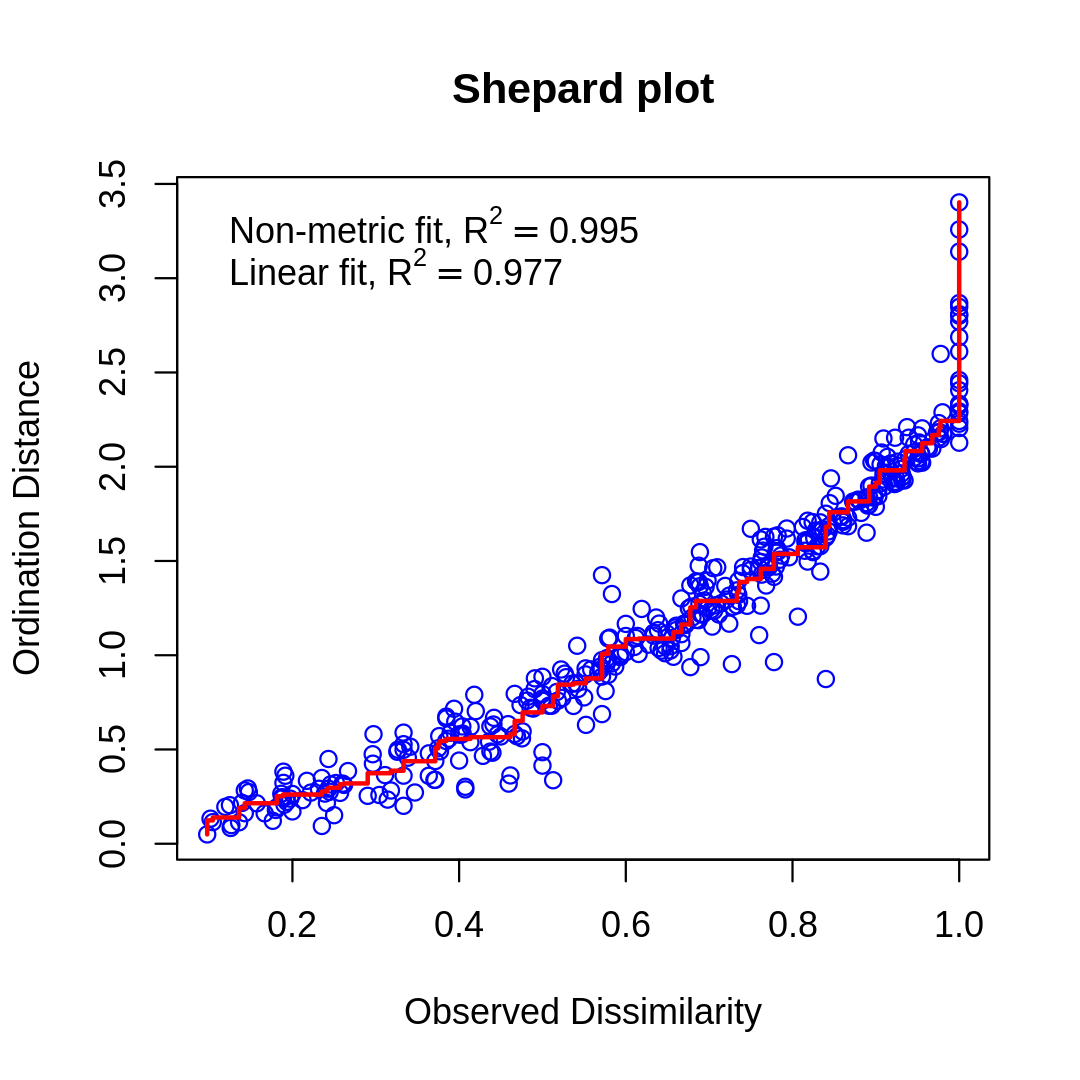 Shepard plot
Non-metric fit, R² = 0.995
Linear fit, R² = 0.977
Ordination Distance
3.5
3.0
2.5
2.0
1.5
1.0
0.5
0.0
0.2 0.4 0.6 0.8 1.0
Observed Dissimilarity